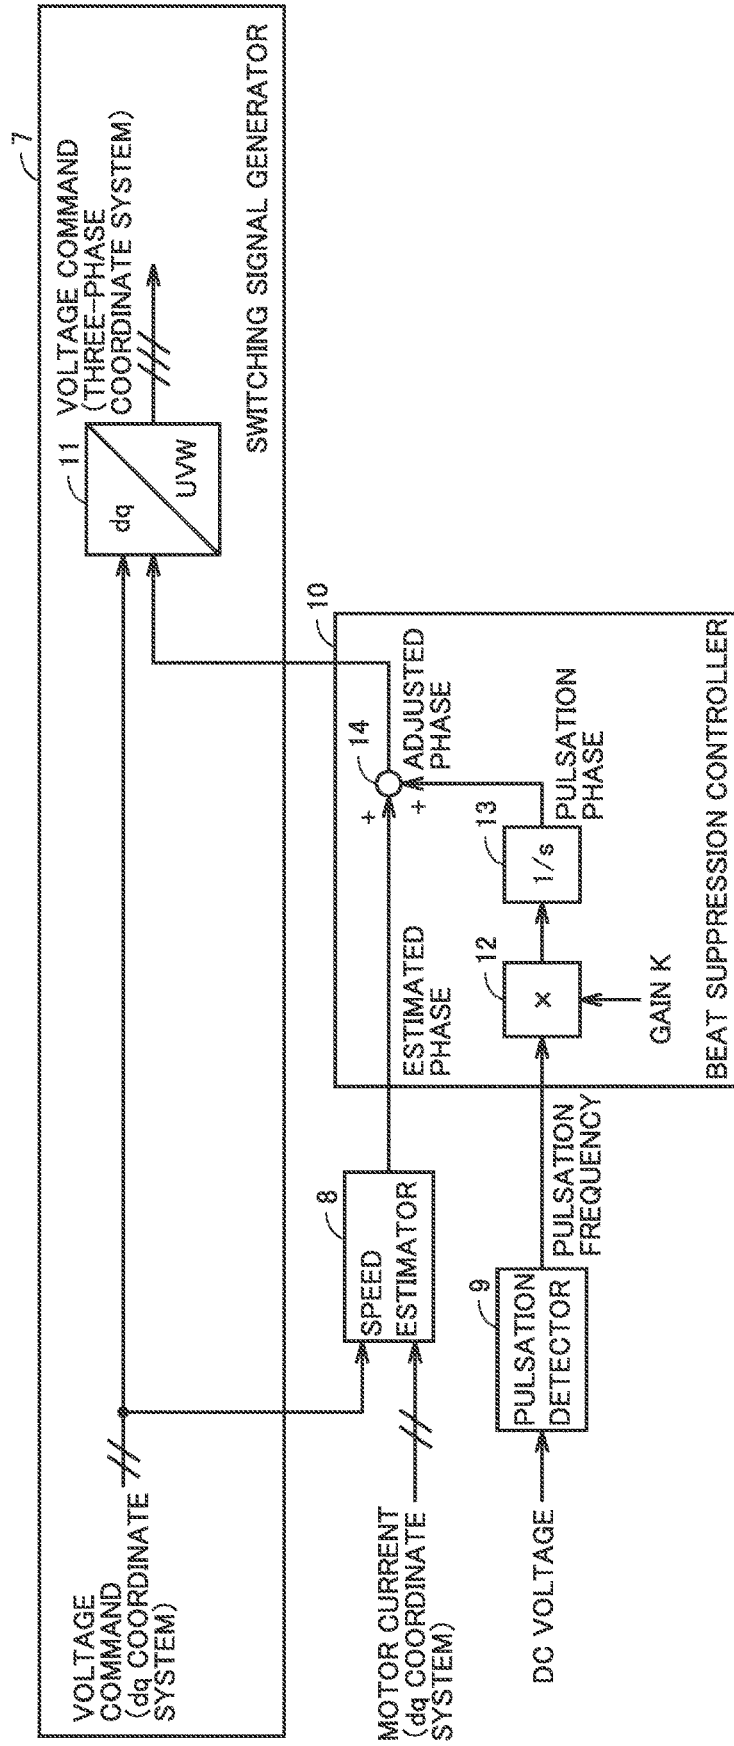 7
VOLTAGE
COMMAND
(dq COORDINATE
SYSTEM)
11
dq
UVW
VOLTAGE COMMAND
(THREE-PHASE
COORDINATE SYSTEM)
SWITCHING SIGNAL GENERATOR
MOTOR CURRENT
(dq COORDINATE
SYSTEM)
8
SPEED
ESTIMATOR
10
ESTIMATED
PHASE
+
+
14
ADJUSTED
PHASE
DC VOLTAGE
9
PULSATION
DETECTOR
PULSATION
FREQUENCY
12
×
GAIN K
13
1/s
PULSATION
PHASE
BEAT SUPPRESSION CONTROLLER